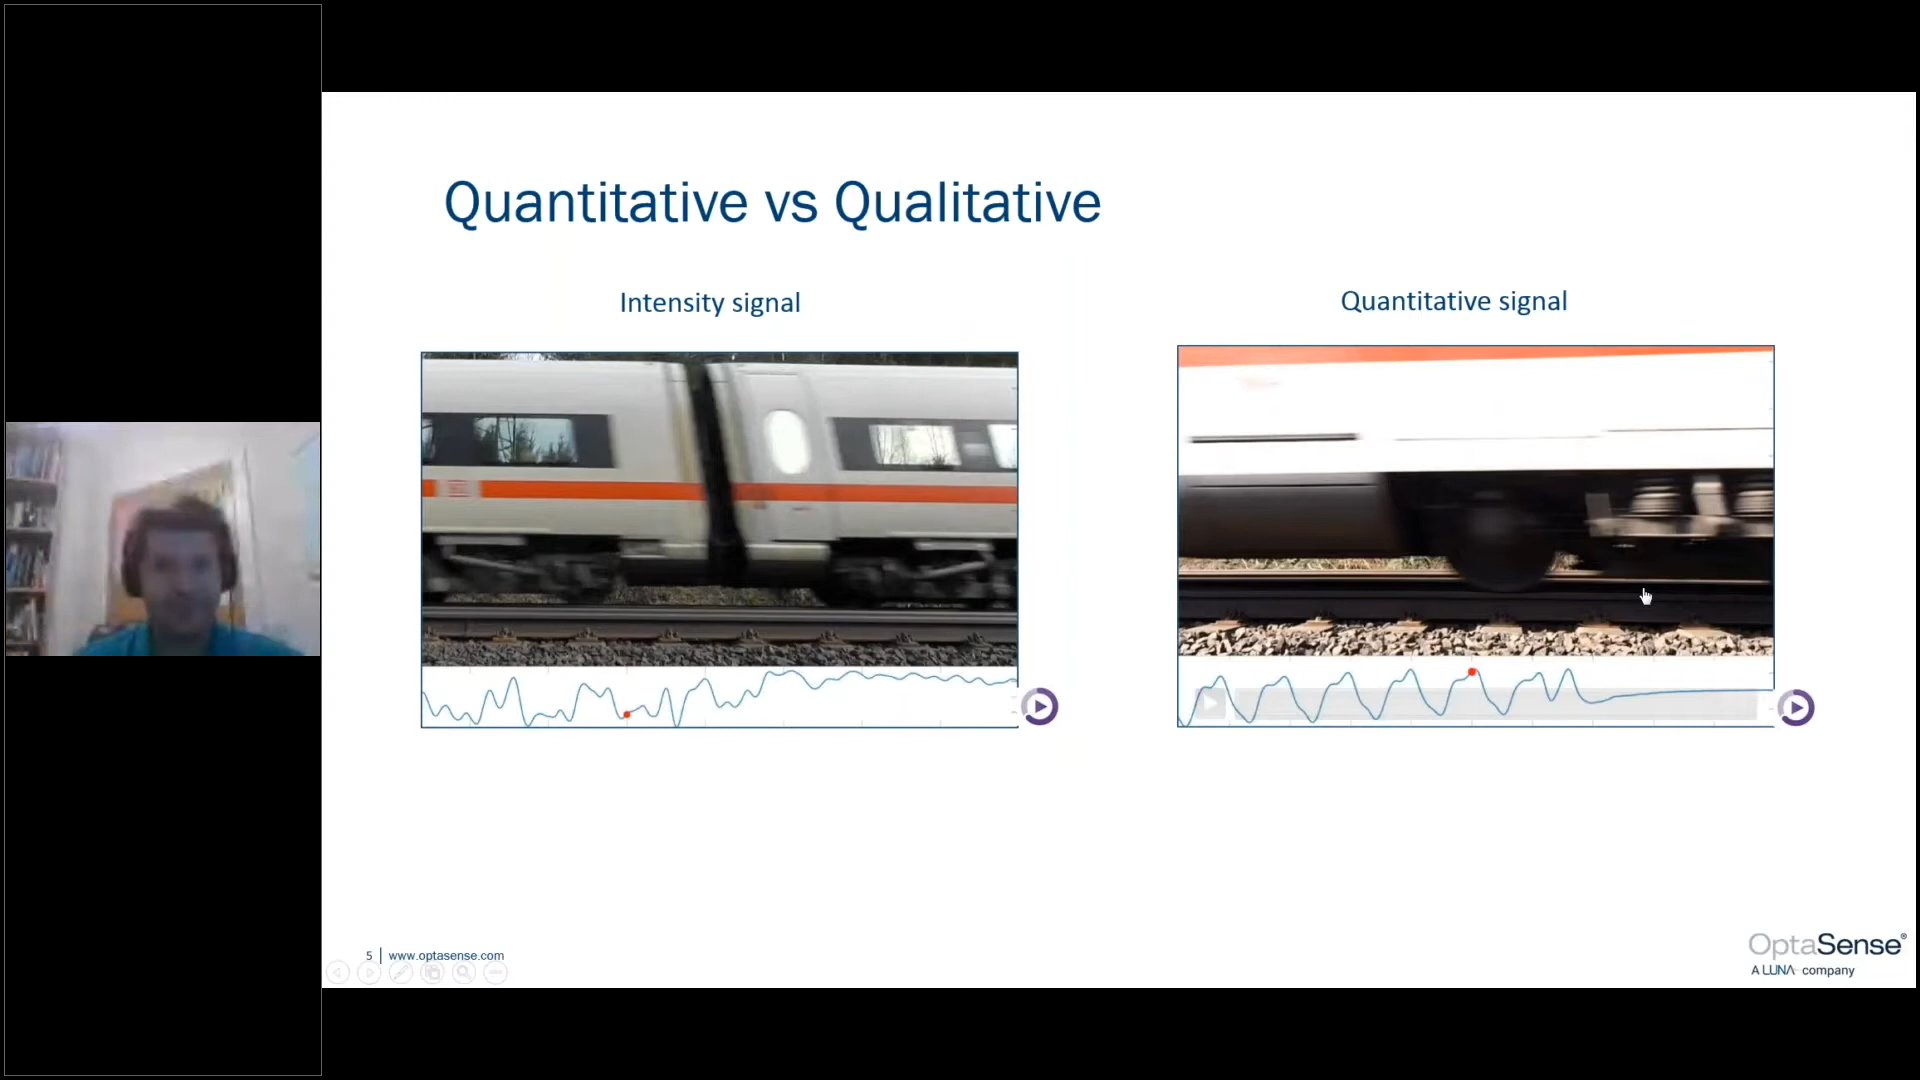 Quantitative vs Qualitative
Intensity signal
Quantitative signal
5 | www.optasense.com
OptaSense®
A LUNA company